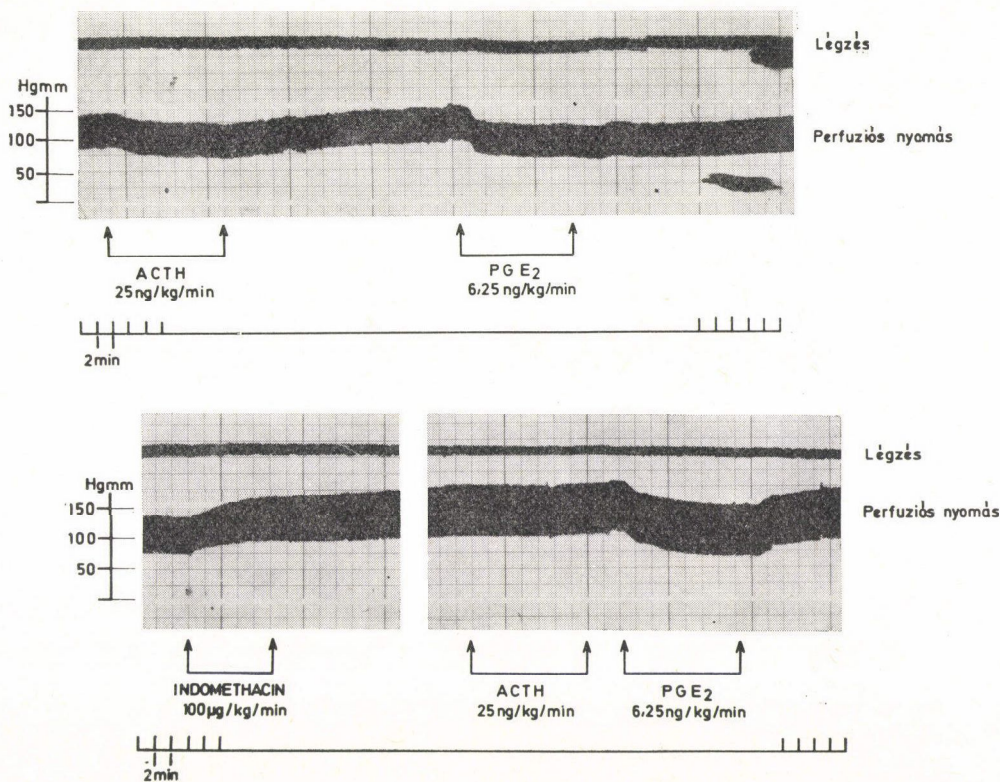 Légzés
Hgmm
150
100
50
Perfuziós nyomás
ACTH
25ng/kg/min
PGE₂
6,25 ng/kg/min
2min
Légzés
Hgmm
150
100
50
Perfuziós nyomás
INDOMETHACIN
100µg/kg/min
ACTH
25ng/kg/min
PGE₂
6,25ng/kg/min
2min